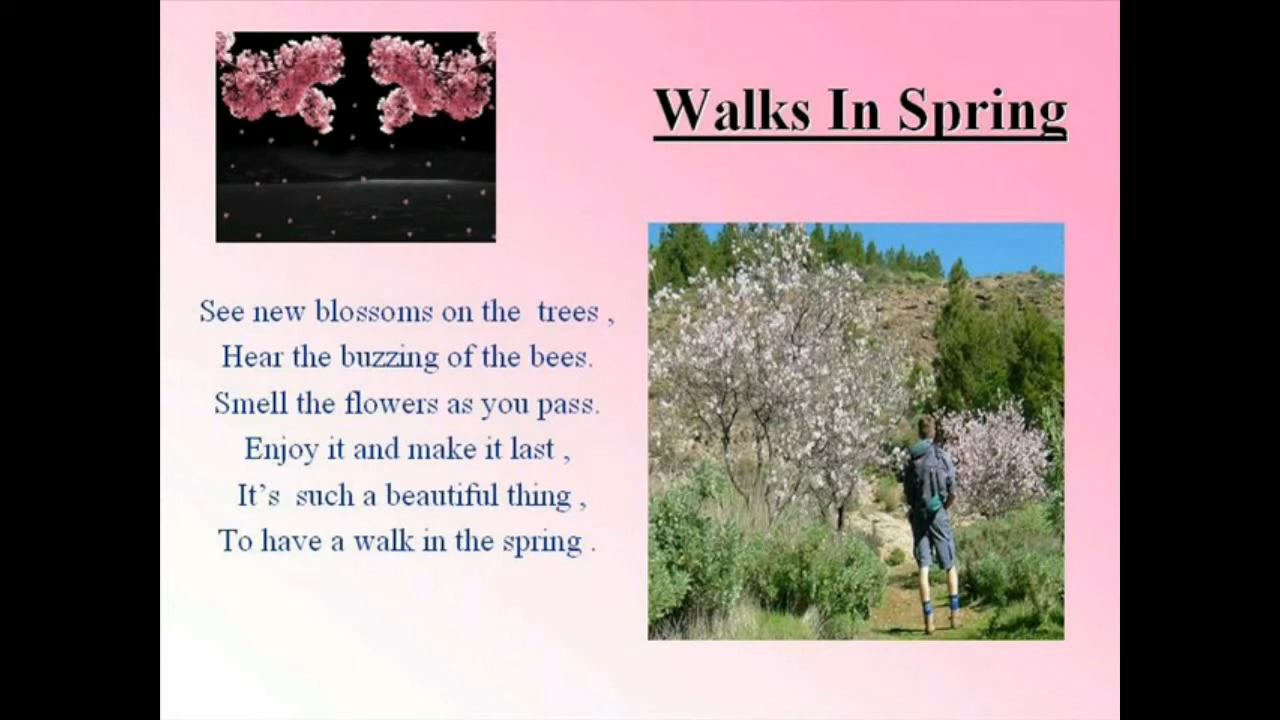 Walks In Spring
See new blossoms on the  trees ,
Hear the buzzing of the bees.
Smell the flowers as you pass.
Enjoy it and make it last ,
It’s  such a beautiful thing ,
To have a walk in the spring .